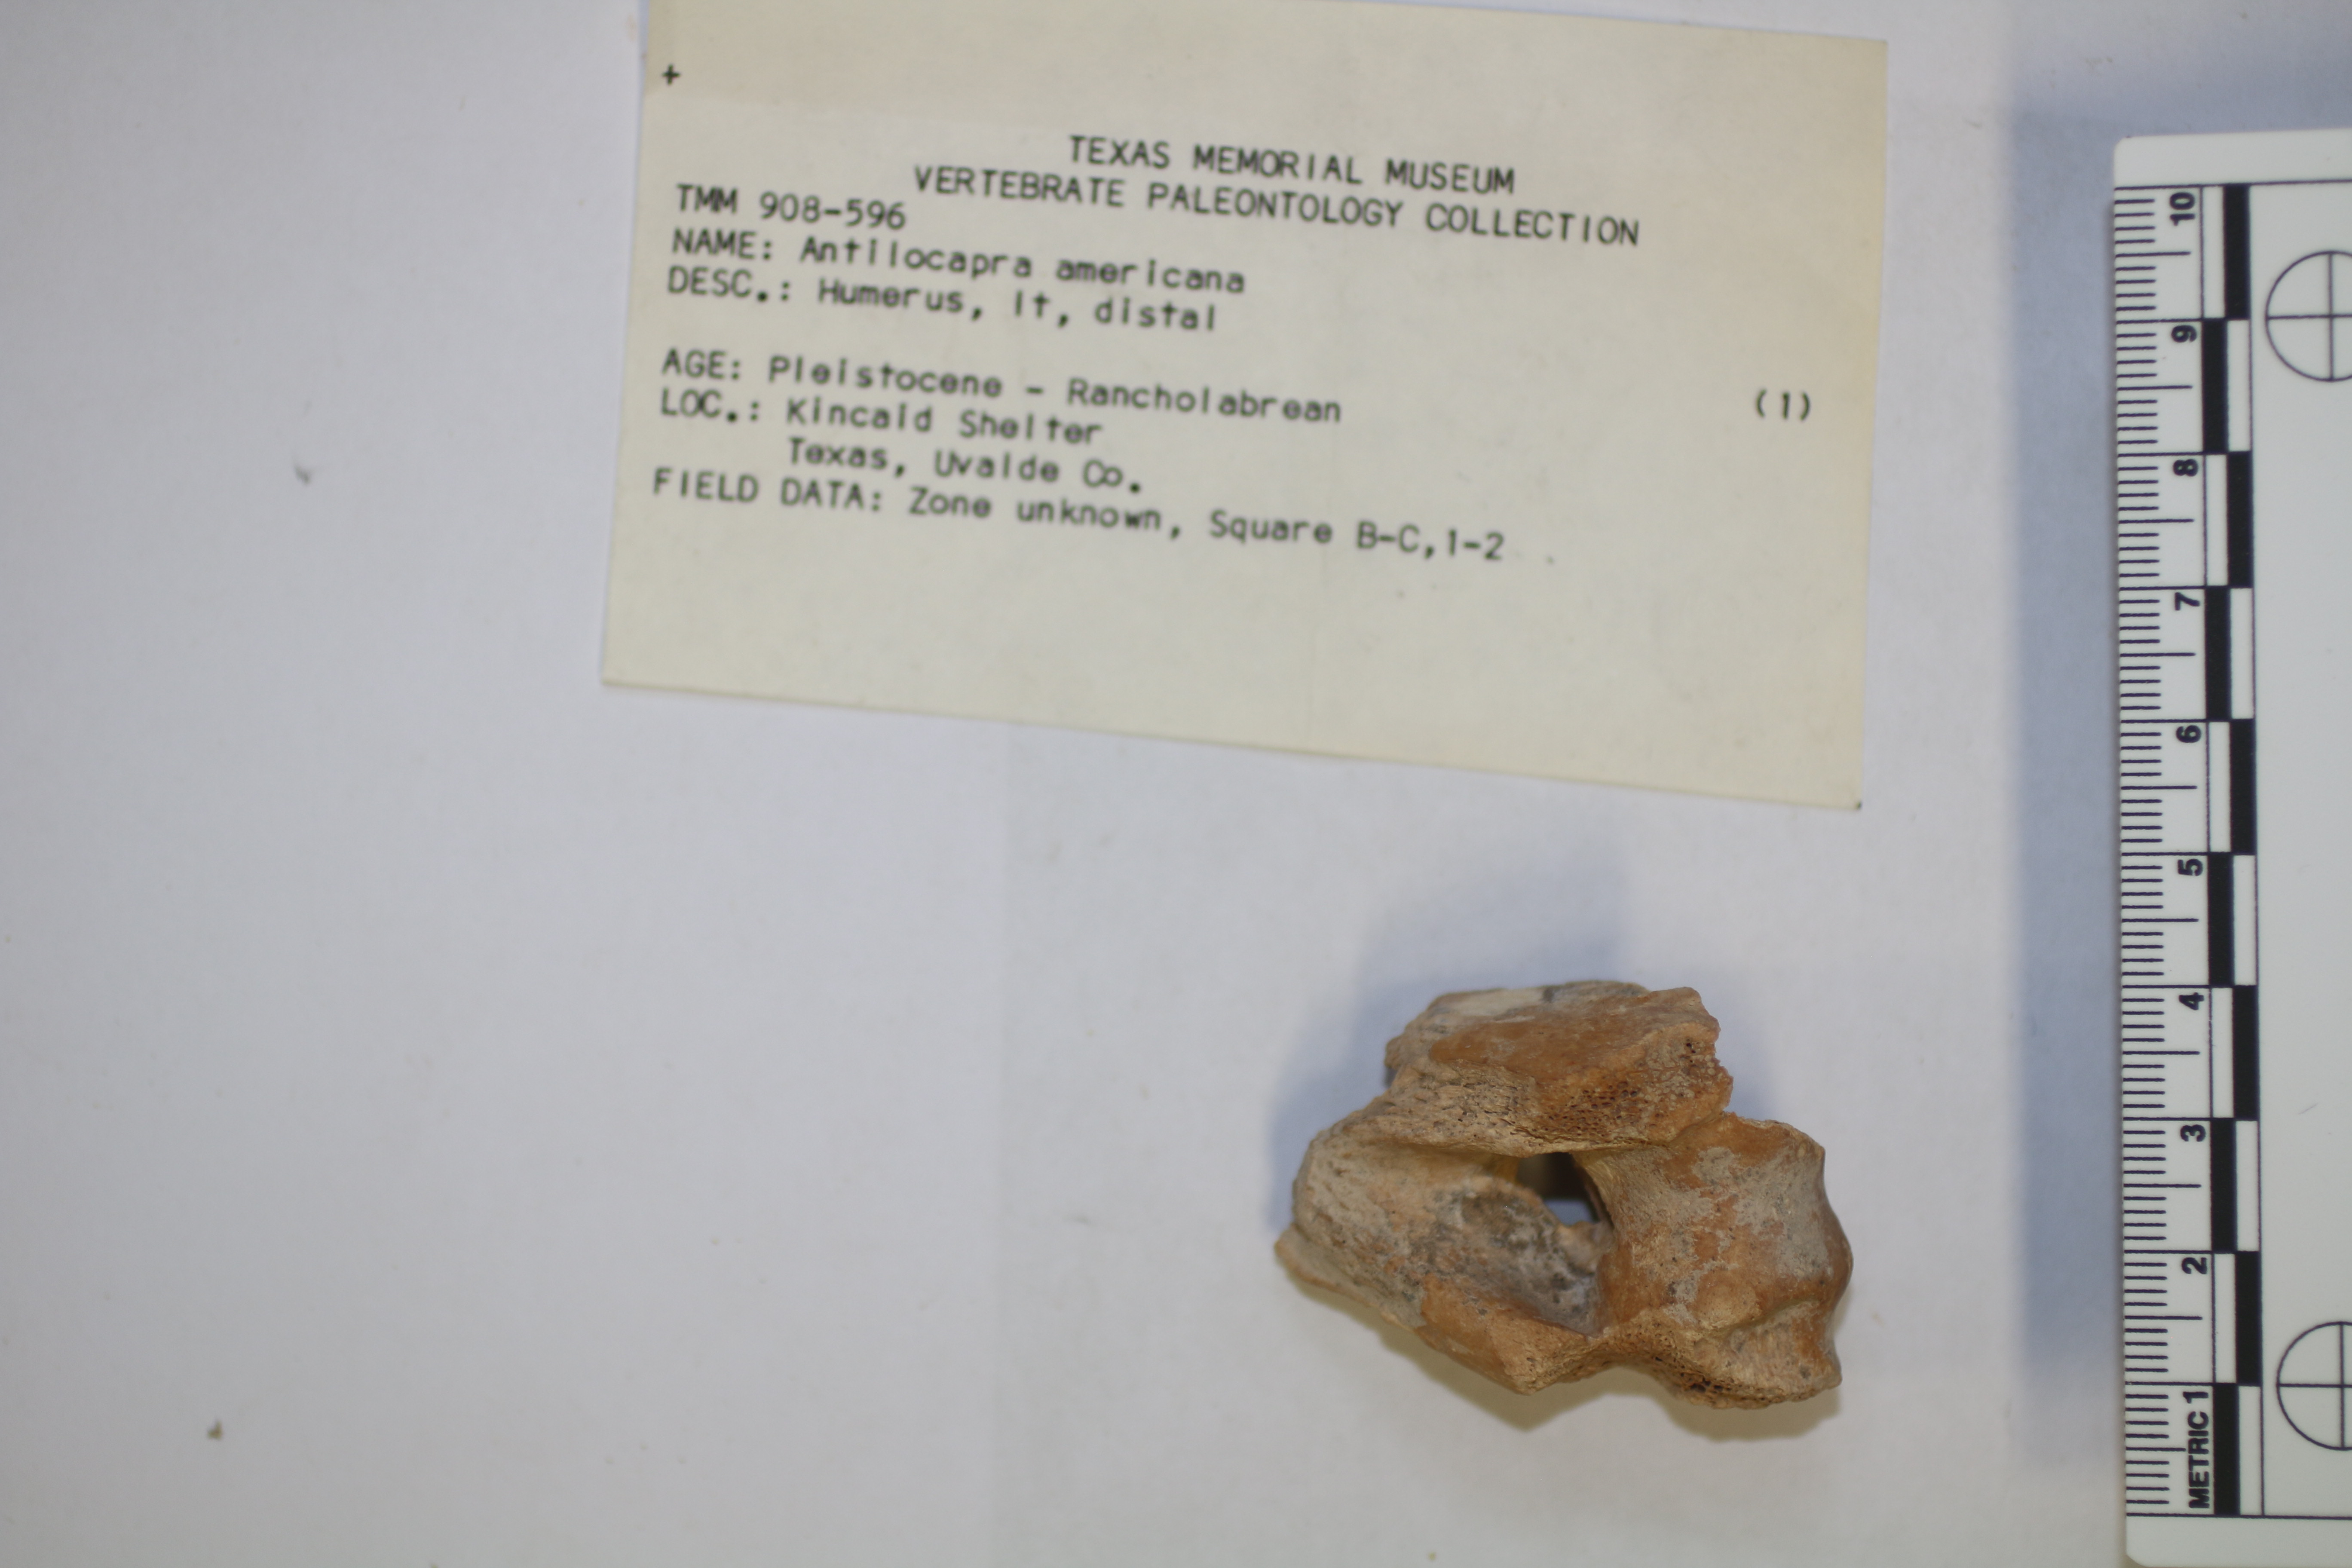 +
TEXAS MEMORIAL MUSEUM
VERTEBRATE PALEONTOLOGY COLLECTION
TMM 908-596
NAME: Antilocapra americana
DESC.: Humerus, lt, distal
AGE: Pleistocene - Rancholabrean (1)
LOC.: Kincaid Shelter
Texas, Uvalde Co.
FIELD DATA: Zone unknown, Square B-C,1-2
10
9
8
7
6
5
4
3
2
METRIC 1